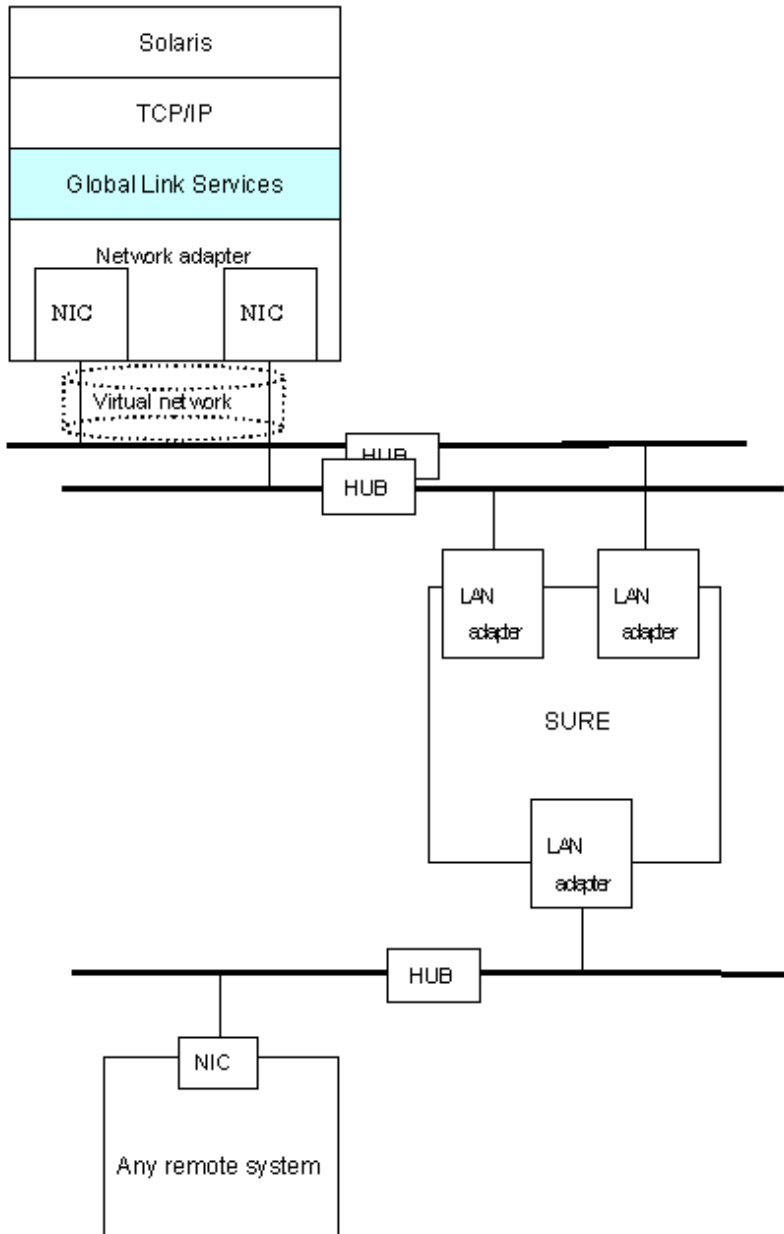 Solaris
TCP/IP
Global Link Services
Network adapter
NIC
NIC
Virtual network
HUB
HUB
LAN
adapter
LAN
adapter
SURE
LAN
adapter
HUB
NIC
Any remote system